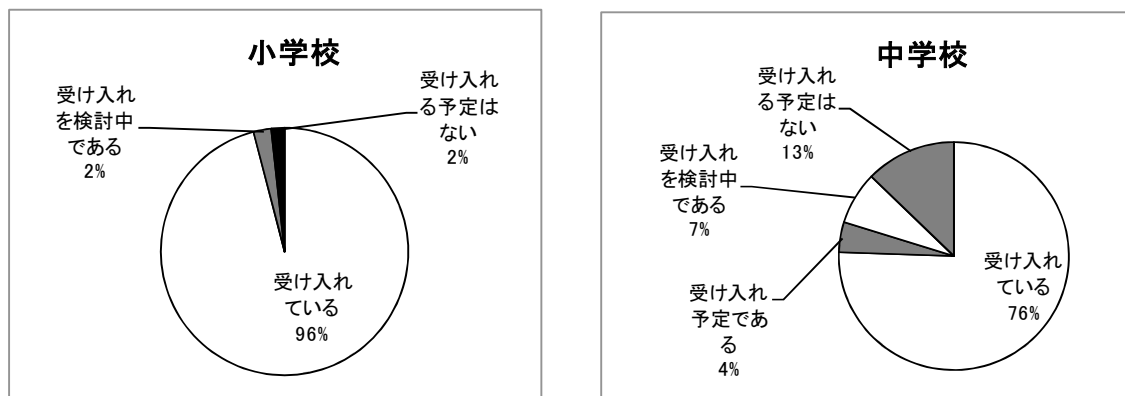 小学校
受け入れ
を検討中
である
2%
受け入れ
る予定は
ない
2%
受け入れ
ている
96%
中学校
受け入れ
る予定は
ない
13%
受け入れ
を検討中
である
7%
受け入れ
予定であ
る
4%
受け入れ
ている
76%